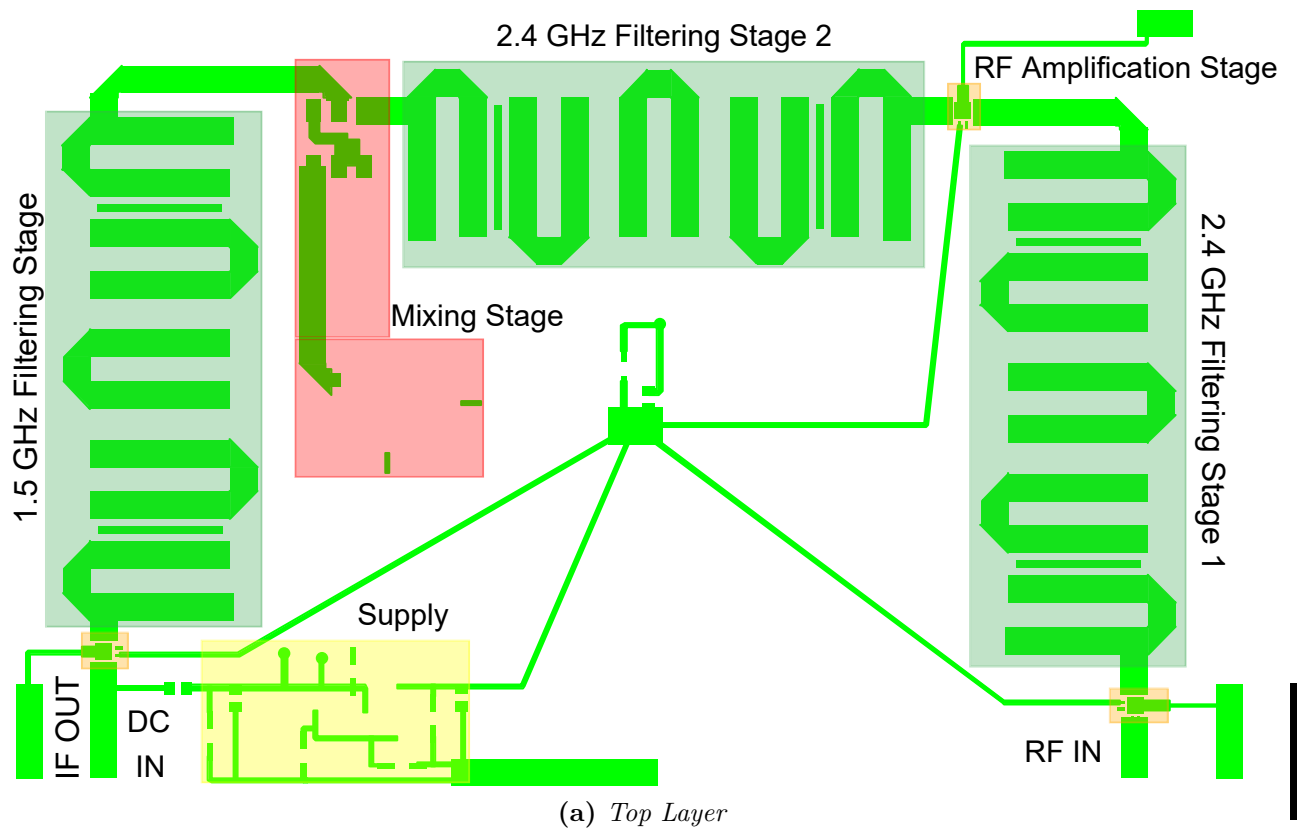 2.4 GHz Filtering Stage 2
RF Amplification Stage
1.5 GHz Filtering Stage
2.4 GHz Filtering Stage 1
Mixing Stage
Supply
IF OUT
DC
IN
RF IN
(a) Top Layer